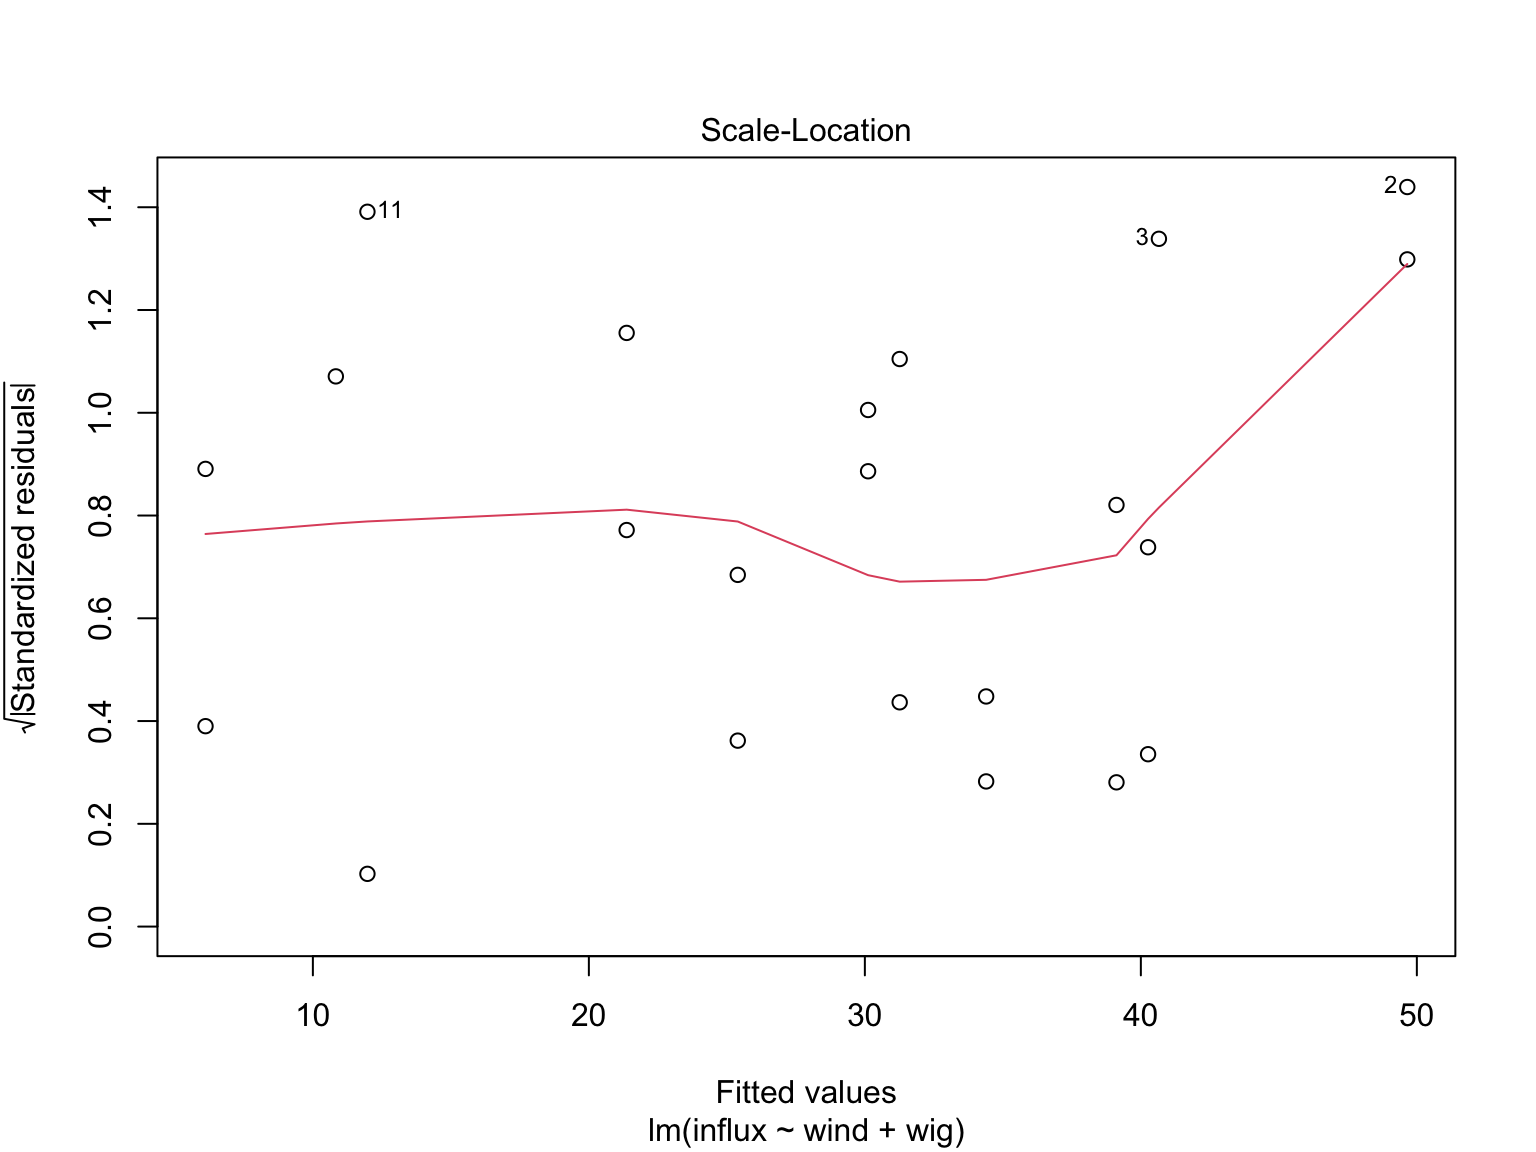 Scale-Location
√|Standardized residuals|
1.4
1.2
1.0
0.8
0.6
0.4
0.2
0.0
11
2
3
10 20 30 40 50
Fitted values
lm(influx ~ wind + wig)